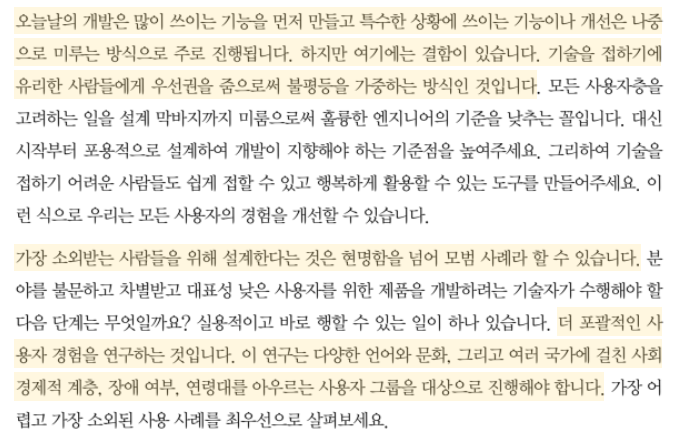 오늘날의 개발은 많이 쓰이는 기능을 먼저 만들고 특수한 상황에 쓰이는 기능이나 개선은 나중
으로 미루는 방식으로 주로 진행됩니다. 하지만 여기에는 결함이 있습니다. 기술을 접하기에
유리한 사람들에게 우선권을 줌으로써 불평등을 가중하는 방식인 것입니다. 모든 사용자층을
고려하는 일을 설계 막바지까지 미룸으로써 훌륭한 엔지니어의 기준을 낮추는 꼴입니다. 대신
시작부터 포용적으로 설계하여 개발이 지향해야 하는 기준점을 높여주세요. 그리하여 기술을
접하기 어려운 사람들도 쉽게 접할 수 있고 행복하게 활용할 수 있는 도구를 만들어주세요. 이
런 식으로 우리는 모든 사용자의 경험을 개선할 수 있습니다.
가장 소외받는 사람들을 위해 설계한다는 것은 현명함을 넘어 모범 사례라 할 수 있습니다. 분
야를 불문하고 차별받고 대표성 낮은 사용자를 위한 제품을 개발하려는 기술자가 수행해야 할
다음 단계는 무엇일까요? 실용적이고 바로 행할 수 있는 일이 하나 있습니다. 더 포괄적인 사
용자 경험을 연구하는 것입니다. 이 연구는 다양한 언어와 문화, 그리고 여러 국가에 걸친 사회
경제적 계층, 장애 여부, 연령대를 아우르는 사용자 그룹을 대상으로 진행해야 합니다. 가장 어
렵고 가장 소외된 사용 사례를 최우선으로 살펴보세요.